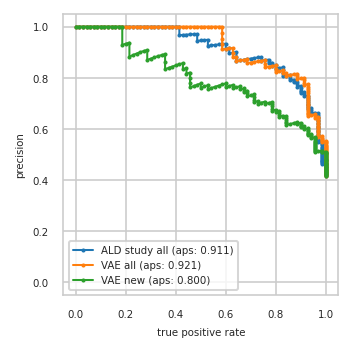 precision
1.0
0.8
0.6
0.4
0.2
0.0
ALD study all (aps: 0.911)
VAE all (aps: 0.921)
VAE new (aps: 0.800)
0.0 0.2 0.4 0.6 0.8 1.0
true positive rate